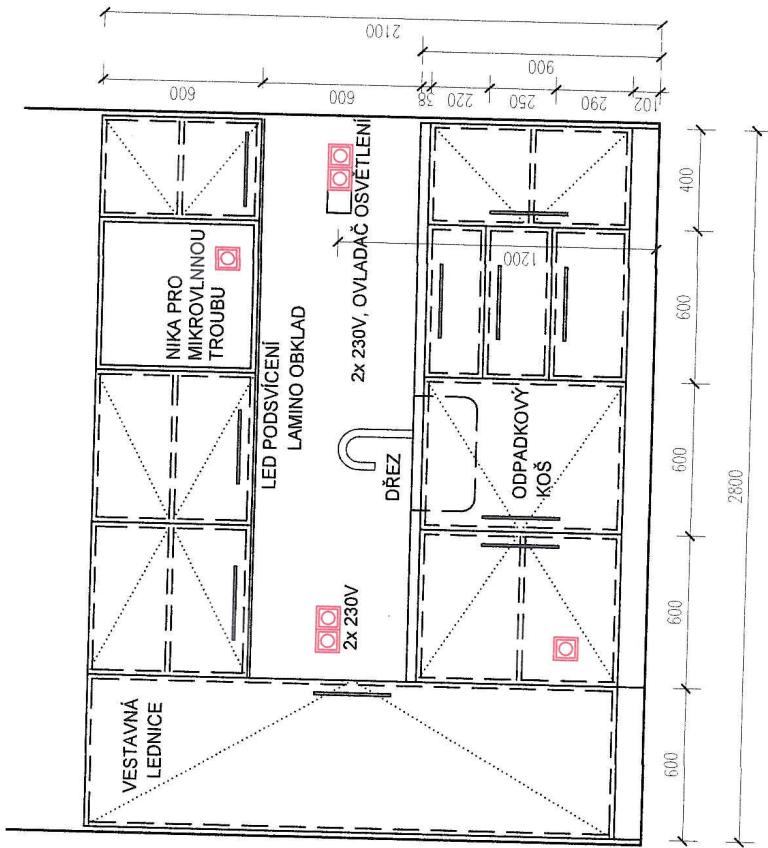 NIKA PRO
MIKROVLNNOU
TROUBU
LED PODSVÍCENÍ
LAMINO OBKLAD
2x 230V, OVLADAČ OSVĚTLENÍ
DŘEZ
2x 230V
ODPADKOVÝ
KOŠ
VESTAVNÁ
LEDNICE
2100
900
600
600
38
220
250
290
102
1200
600
600
600
600
400
2800